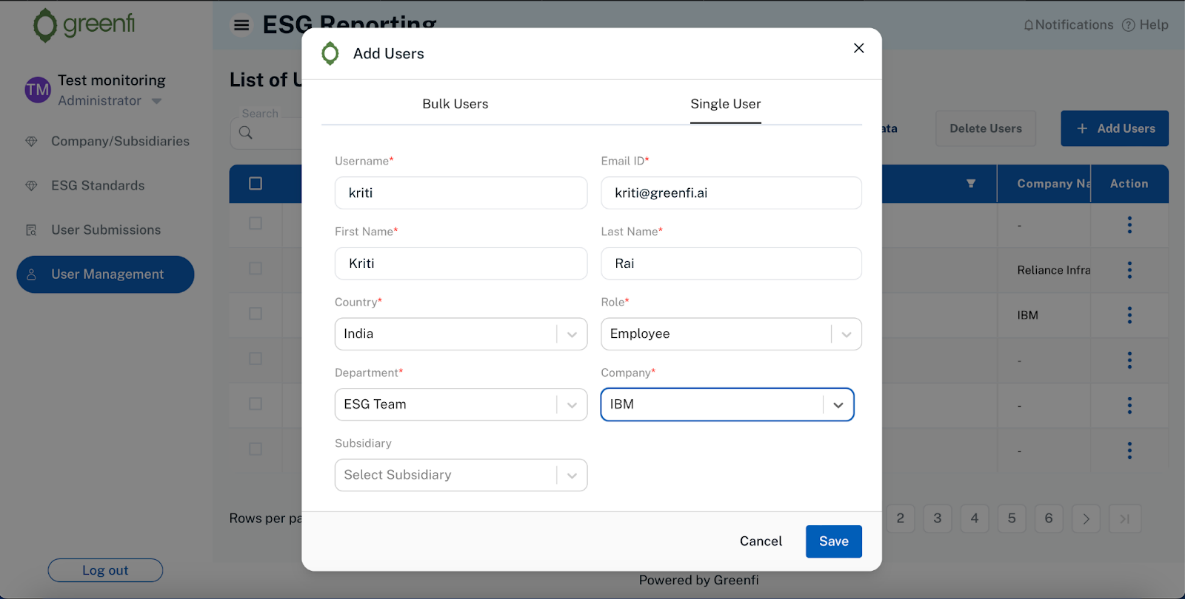 greenfi
ESG Reporting
Notifications
Help
TM
Test monitoring
Administrator
Company/Subsidiaries
ESG Standards
User Submissions
User Management
Log out
List of U
Search
ata
Delete Users
+ Add Users
Company Na
Action
-
Reliance Infra
IBM
-
-
-
Rows per pa
2 3 4 5 6
Powered by Greenfi
Add Users
Bulk Users
Single User
Username*
Email ID*
kriti
kriti@greenfi.ai
First Name*
Last Name*
Kriti
Rai
Country*
Role*
India
Employee
Department*
Company*
ESG Team
IBM
Subsidiary
Select Subsidiary
Cancel
Save